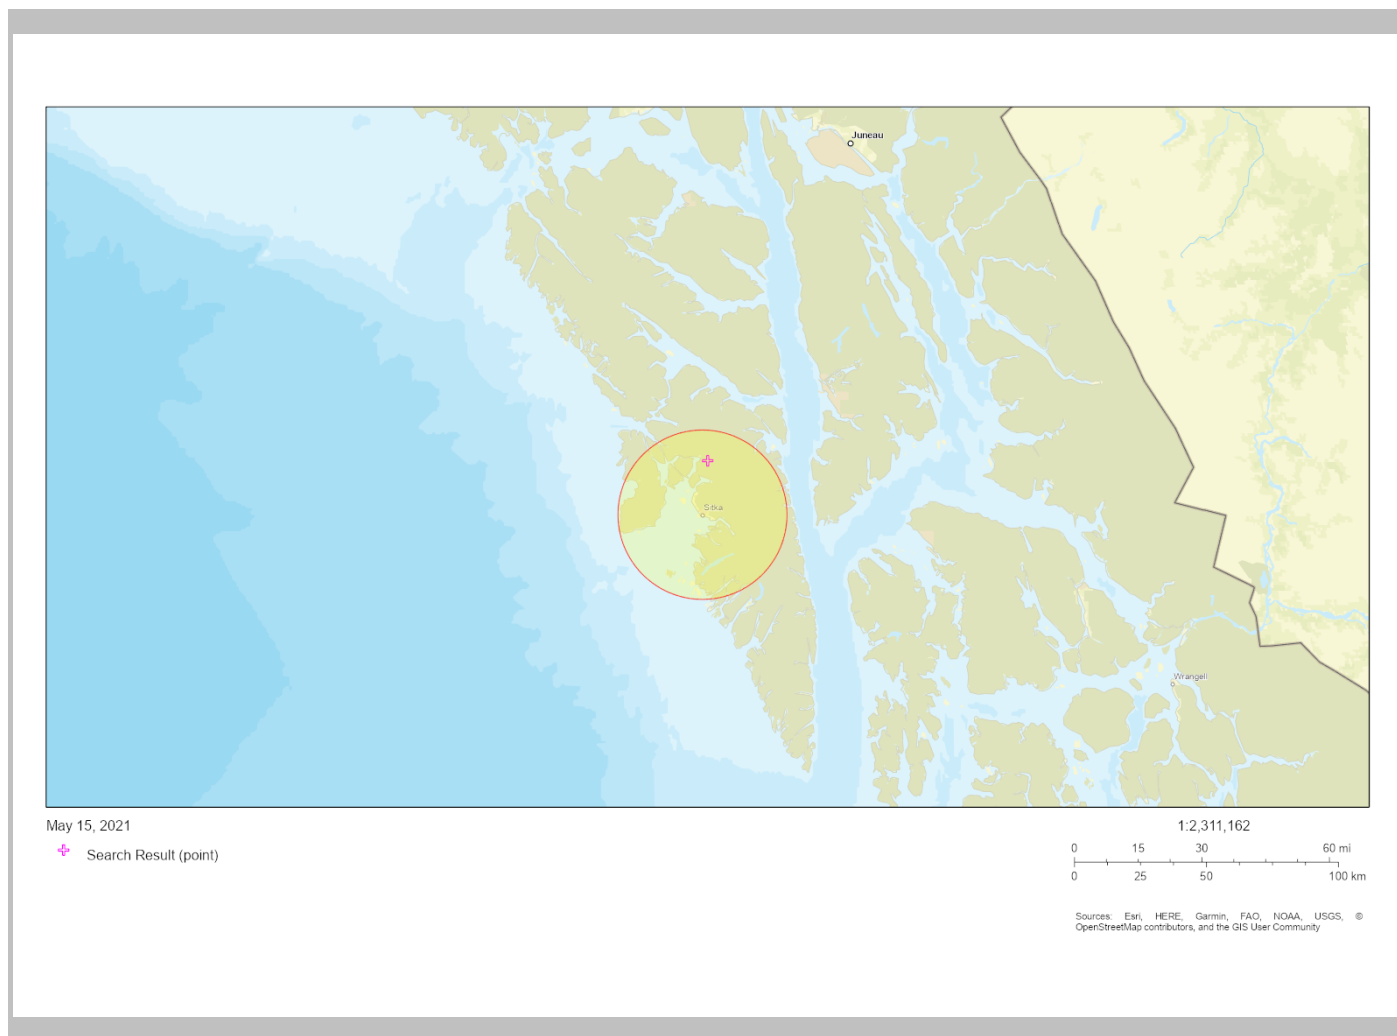 Juneau
Sitka
Wrangell
May 15, 2021
Search Result (point)
1:2,311,162
0 15 30 60 mi
0 25 50 100 km
Sources: Esri, HERE, Garmin, FAO, NOAA, USGS, ©
OpenStreetMap contributors, and the GIS User Community